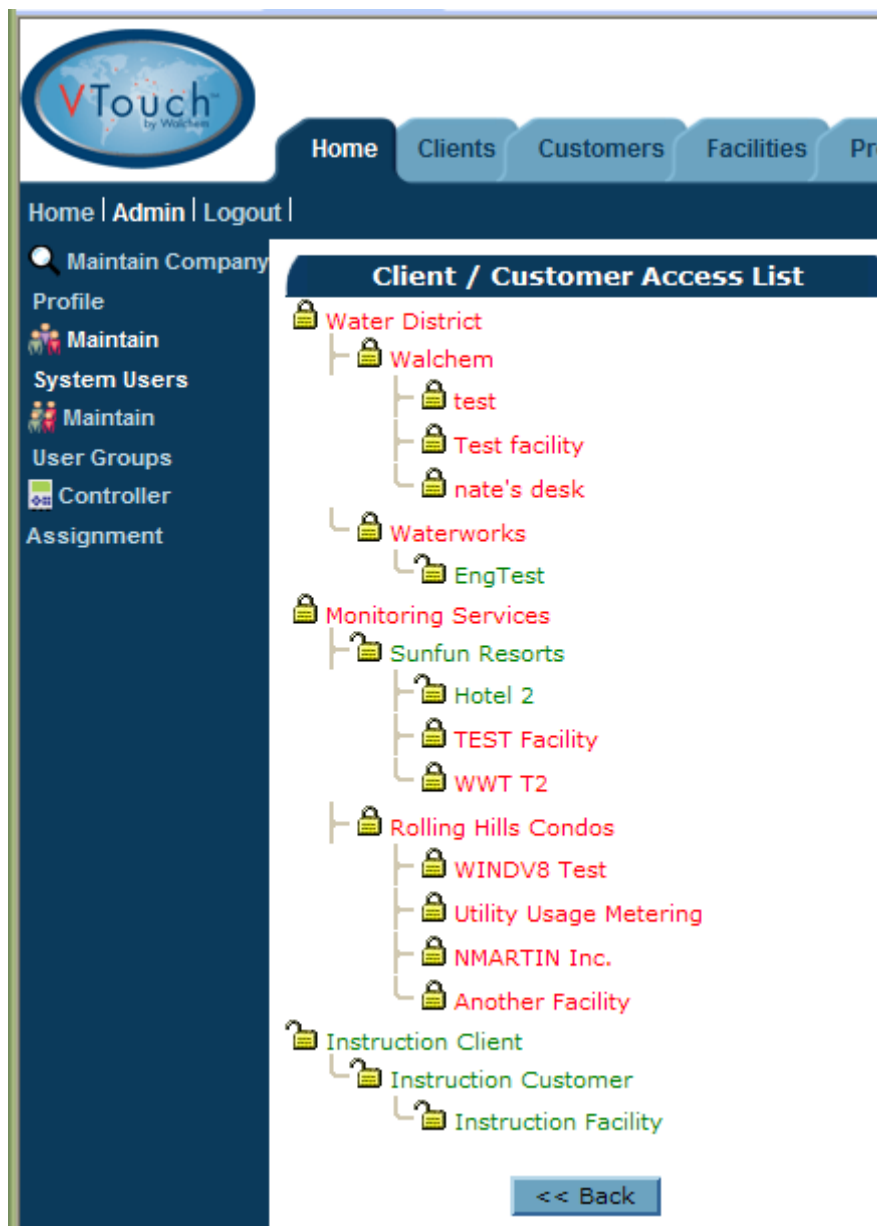 VTouch™
by Walchem
Home Clients Customers Facilities Pr
Home | Admin | Logout |
Maintain Company
Profile
Maintain
System Users
Maintain
User Groups
Controller
Assignment
Client / Customer Access List
Water District
Walchem
test
Test facility
nate's desk
Waterworks
EngTest
Monitoring Services
Sunfun Resorts
Hotel 2
TEST Facility
WWT T2
Rolling Hills Condos
WINDV8 Test
Utility Usage Metering
NMARTIN Inc.
Another Facility
Instruction Client
Instruction Customer
Instruction Facility
<< Back